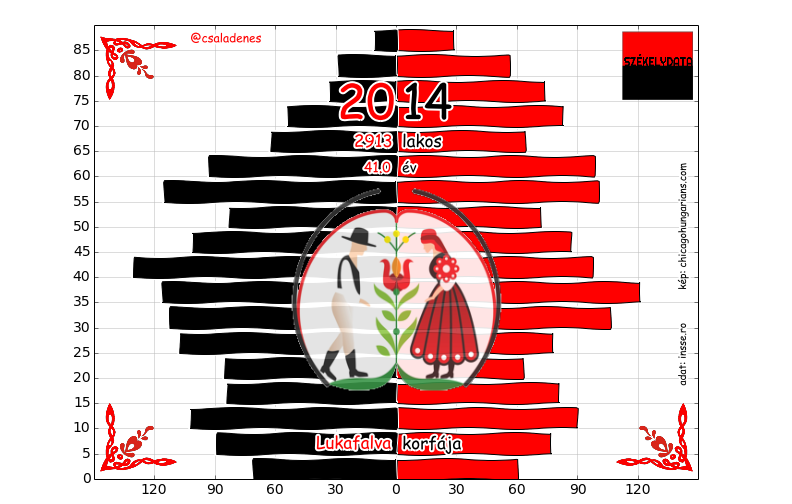 @csaladenes
SZÉKELYDATA
2014
2913 lakos
41,0 év
kép: chicagohungarians.com
adat: insse.ro
Lukafalva korfája
85
80
75
70
65
60
55
50
45
40
35
30
25
20
15
10
5
0
120 90 60 30 0 30 60 90 120